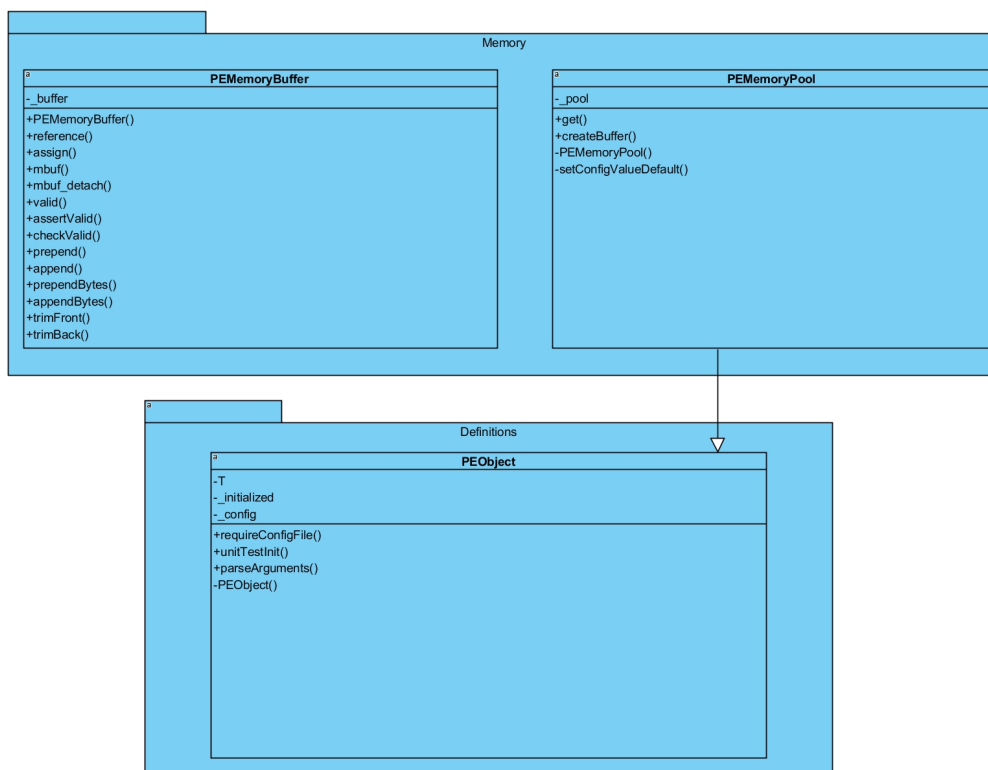 Memory
a
PEMemoryBuffer
-_buffer
+PEMemoryBuffer()
+reference()
+assign()
+mbuf()
+mbuf_detach()
+valid()
+assertValid()
+checkValid()
+prepend()
+append()
+prependBytes()
+appendBytes()
+trimFront()
+trimBack()
a
PEMemoryPool
-_pool
+get()
+createBuffer()
-PEMemoryPool()
-setConfigValueDefault()
a
Definitions
a
PEObject
-T
-_initialized
-_config
+requireConfigFile()
+unitTestInit()
+parseArguments()
-PEObject()